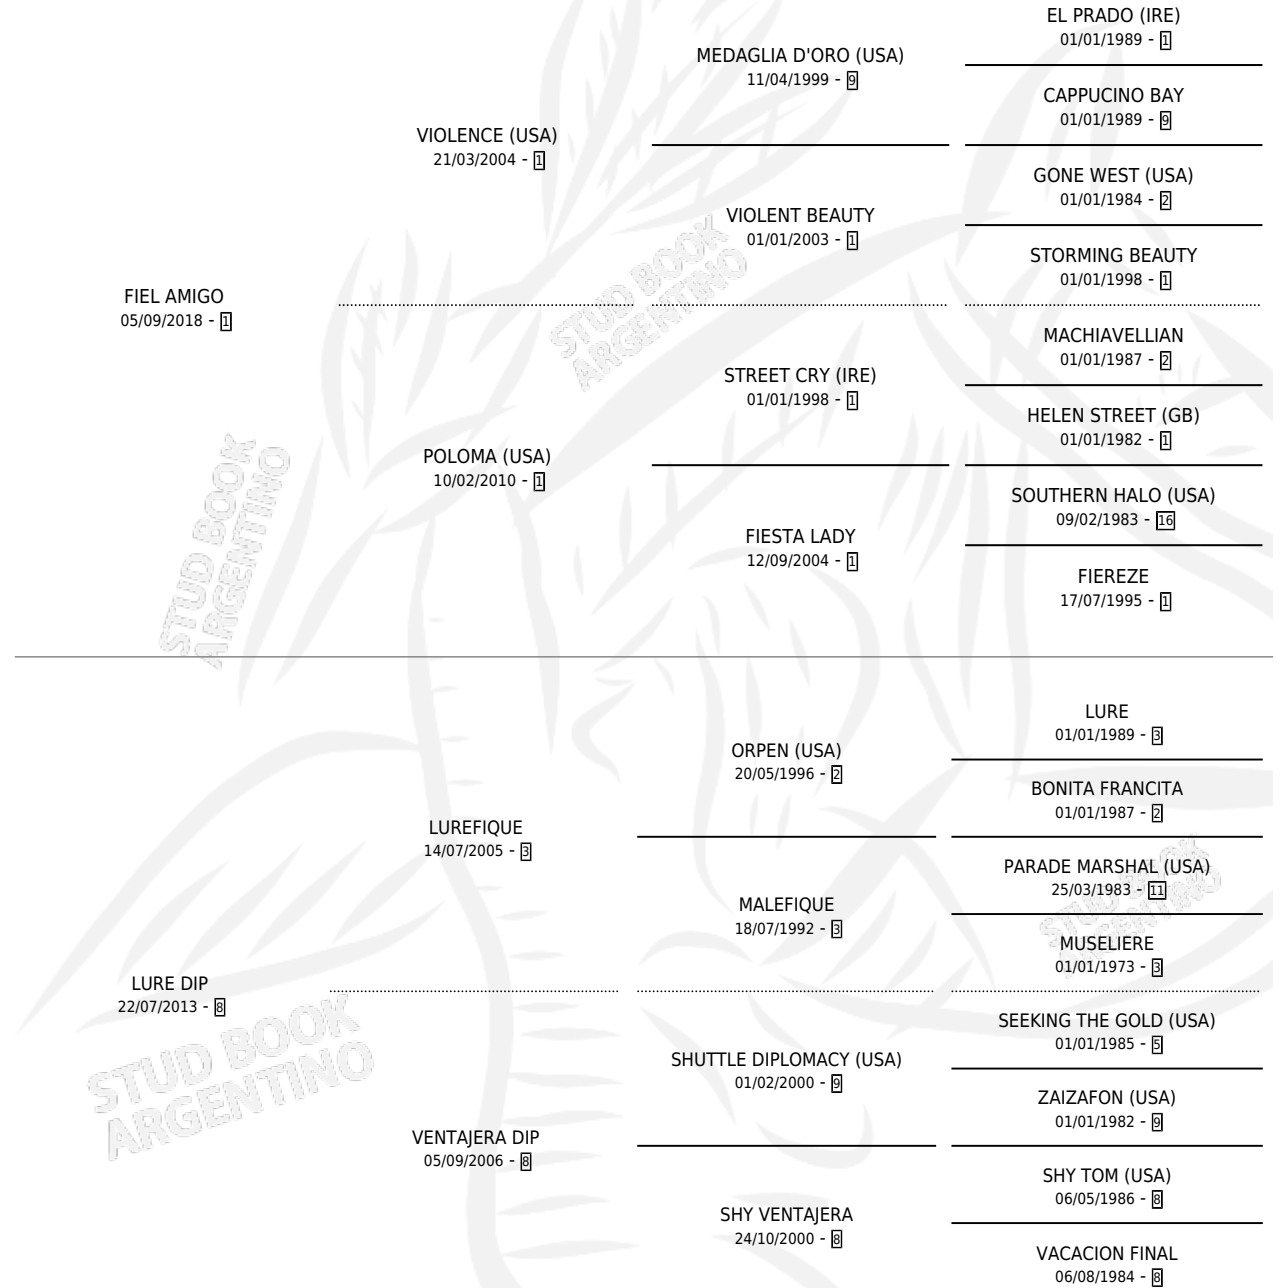 EL PRADO (IRE)
01/01/1989 - 1
MEDAGLIA D'ORO (USA)
11/04/1999 - 9
CAPPUCINO BAY
01/01/1989 - 9
VIOLENCE (USA)
21/03/2004 - 1
GONE WEST (USA)
01/01/1984 - 2
VIOLENT BEAUTY
01/01/2003 - 1
STORMING BEAUTY
01/01/1998 - 1
FIEL AMIGO
05/09/2018 - 1
MACHIAVELLIAN
01/01/1987 - 2
STREET CRY (IRE)
01/01/1998 - 1
HELEN STREET (GB)
01/01/1982 - 1
POLOMA (USA)
10/02/2010 - 1
SOUTHERN HALO (USA)
09/02/1983 - 16
FIESTA LADY
12/09/2004 - 1
FIEREZE
17/07/1995 - 1
STUD BOOK
ARGENTINO
STUD BOOK
ARGENTINO
LURE
01/01/1989 - 3
ORPEN (USA)
20/05/1996 - 2
BONITA FRANCITA
01/01/1987 - 2
LUREFIQUE
14/07/2005 - 3
PARADE MARSHAL (USA)
25/03/1983 - 11
MALEFIQUE
18/07/1992 - 3
MUSELIERE
01/01/1973 - 3
STUD BOOK
ARGENTINO
LURE DIP
22/07/2013 - 8
SEEKING THE GOLD (USA)
01/01/1985 - 5
SHUTTLE DIPLOMACY (USA)
01/02/2000 - 9
ZAIZAFON (USA)
01/01/1982 - 9
VENTAJERA DIP
05/09/2006 - 8
SHY TOM (USA)
06/05/1986 - 8
SHY VENTAJERA
24/10/2000 - 8
VACACION FINAL
06/08/1984 - 8
STUD BOOK
ARGENTINO